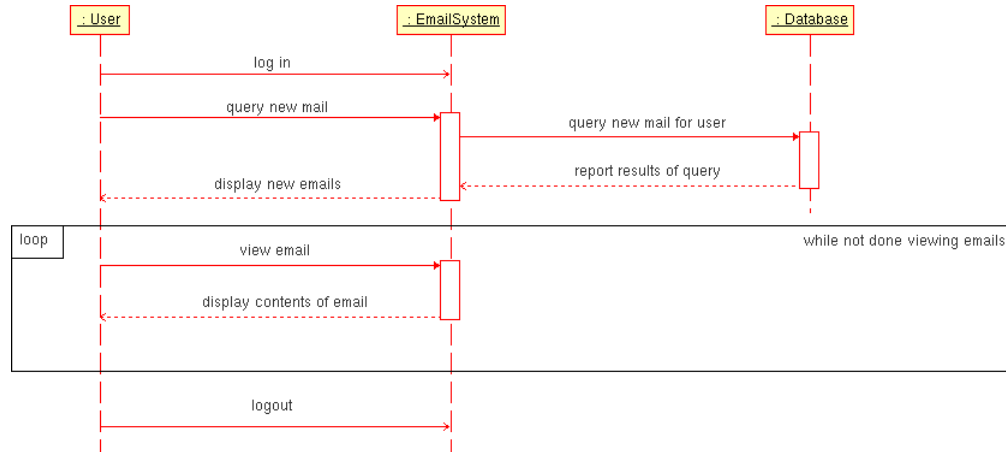 _: User
_: EmailSystem
_: Database
log in
query new mail
query new mail for user
report results of query
display new emails
loop
while not done viewing emails
view email
display contents of email
logout